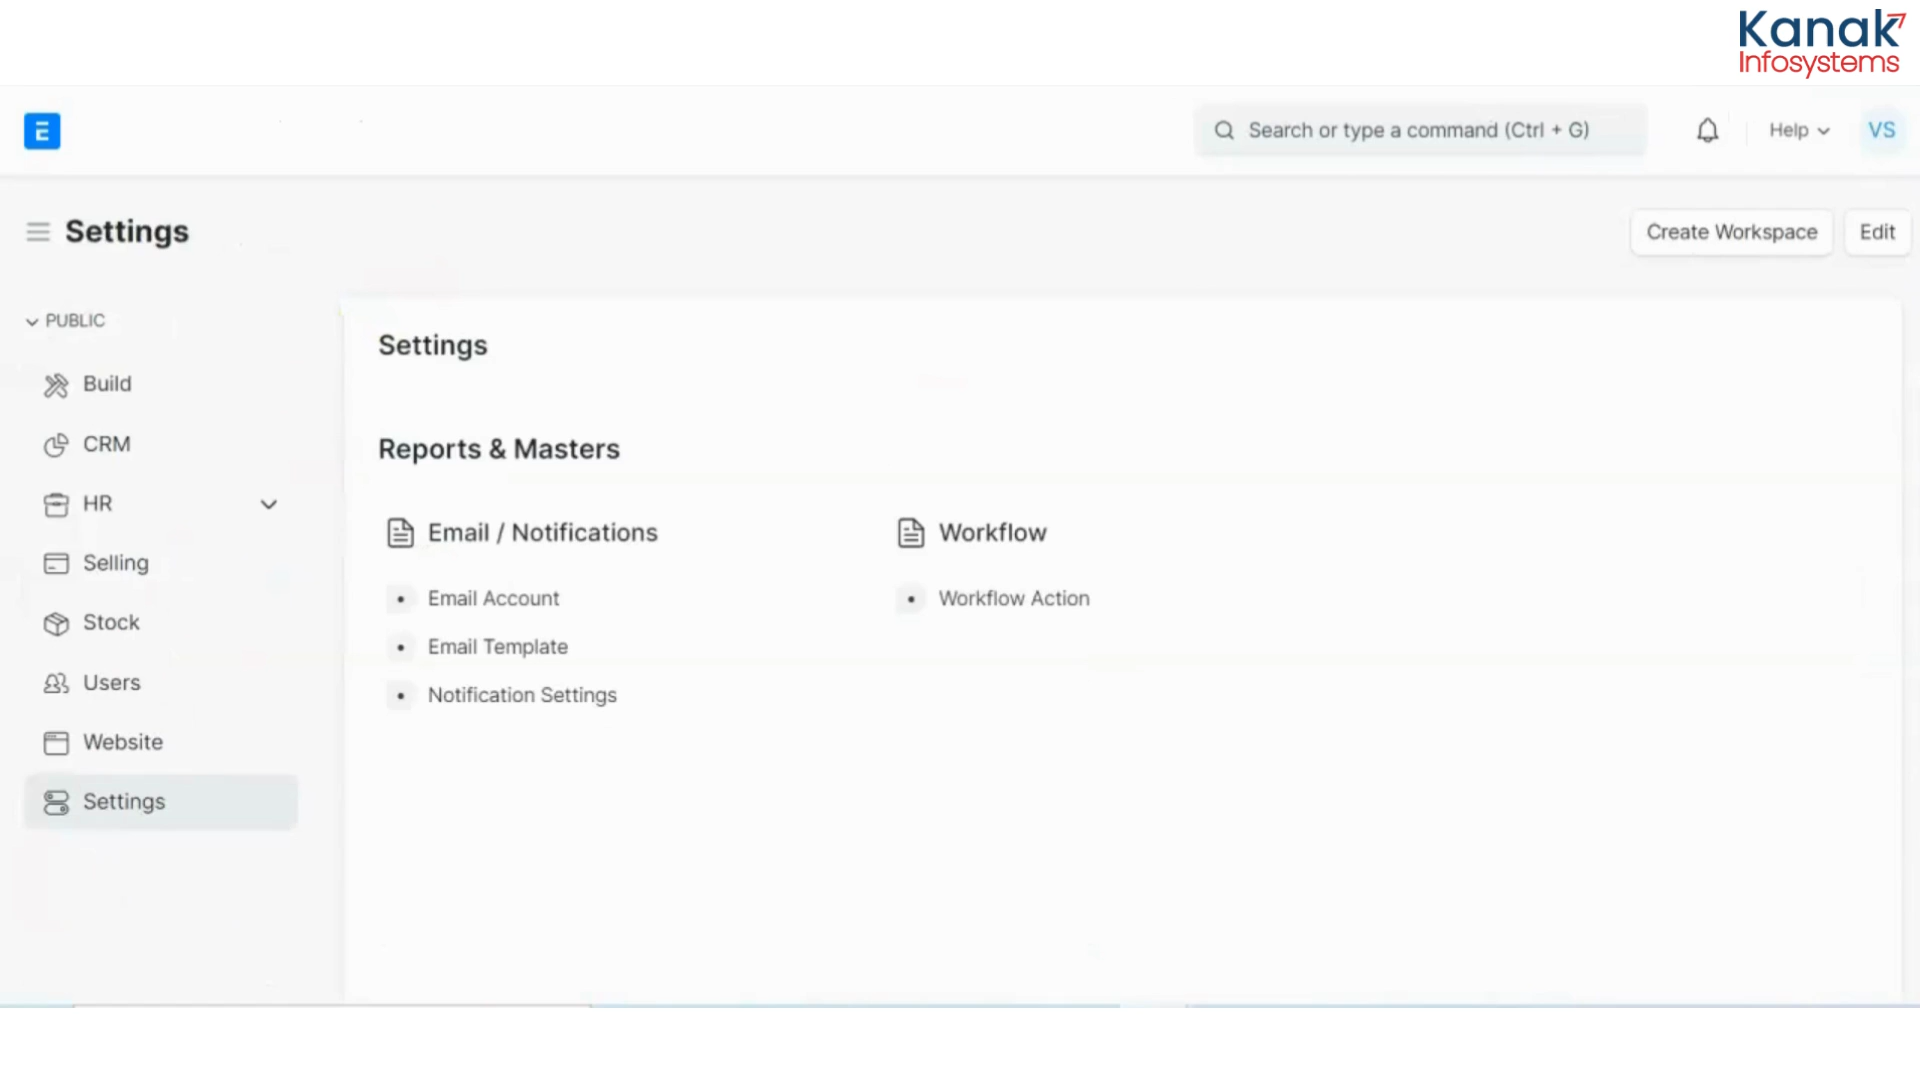 Kanak
Infosystems
E
Search or type a command (Ctrl + G)
Help
VS
Settings
Create Workspace
Edit
PUBLIC
Build
CRM
HR
Selling
Stock
Users
Website
Settings
Settings
Reports & Masters
Email / Notifications
Email Account
Email Template
Notification Settings
Workflow
Workflow Action